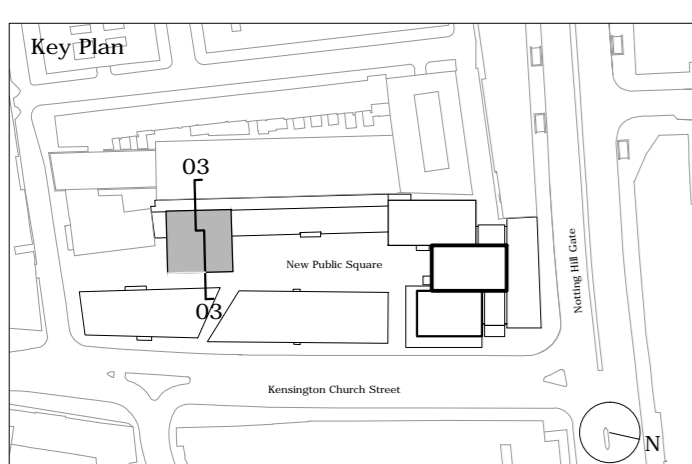 Key Plan
03
New Public Square
Notting Hill Gate
03
Kensington Church Street
N